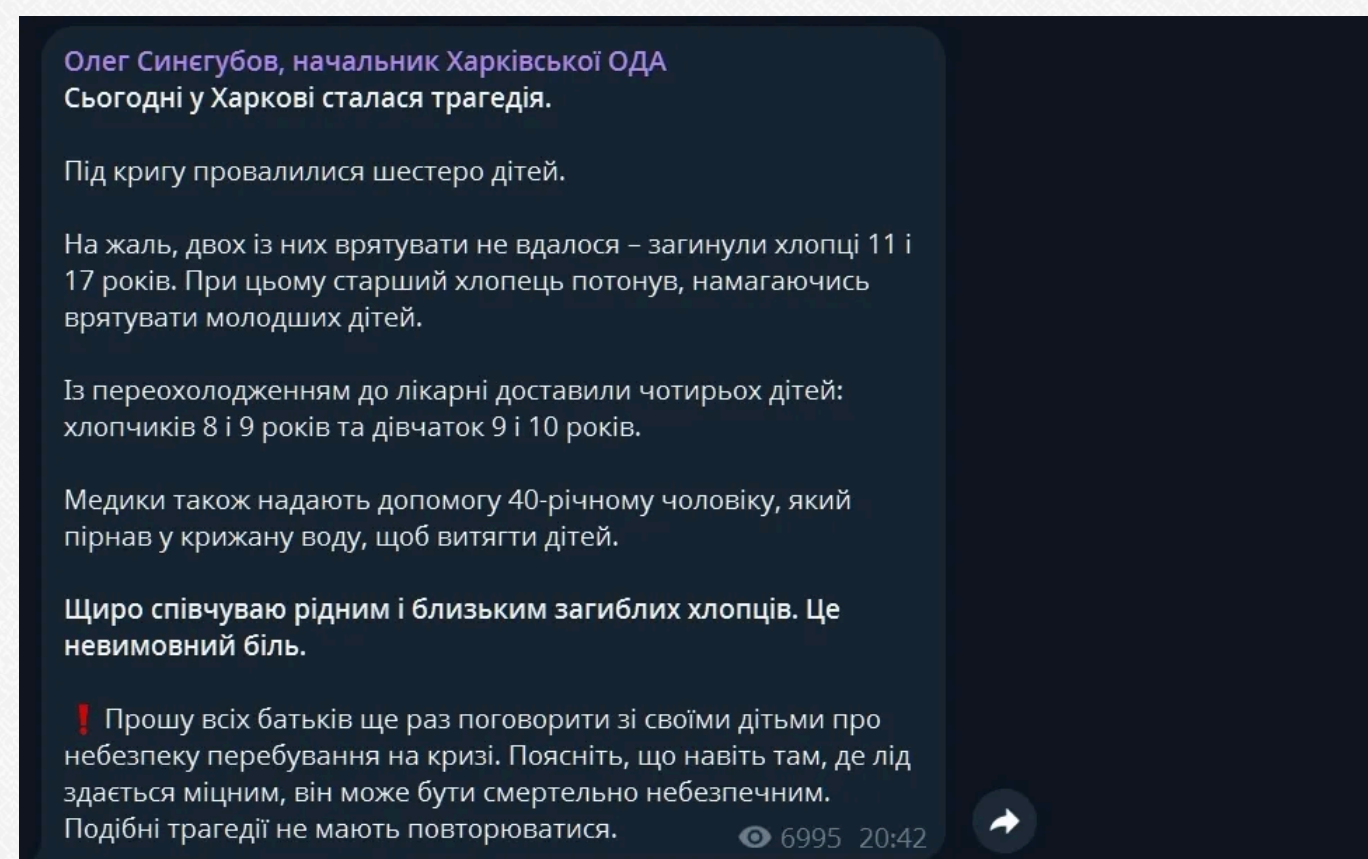 Олег Синєгубов, начальник Харківської ОДА
Сьогодні у Харкові сталася трагедія.
Під кригу провалилися шестеро дітей.
На жаль, двох із них врятувати не вдалося – загинули хлопці 11 і
17 років. При цьому старший хлопець потонув, намагаючись
врятувати молодших дітей.
Із переохолодженням до лікарні доставили чотирьох дітей:
хлопчиків 8 і 9 років та дівчаток 9 і 10 років.
Медики також надають допомогу 40-річному чоловіку, який
пірнав у крижану воду, щоб витягти дітей.
Щиро співчуваю рідним і близьким загиблих хлопців. Це
невимовний біль.
❗ Прошу всіх батьків ще раз поговорити зі своїми дітьми про
небезпеку перебування на кризі. Поясніть, що навіть там, де лід
здається міцним, він може бути смертельно небезпечним.
Подібні трагедії не мають повторюватися. 6995 20:42